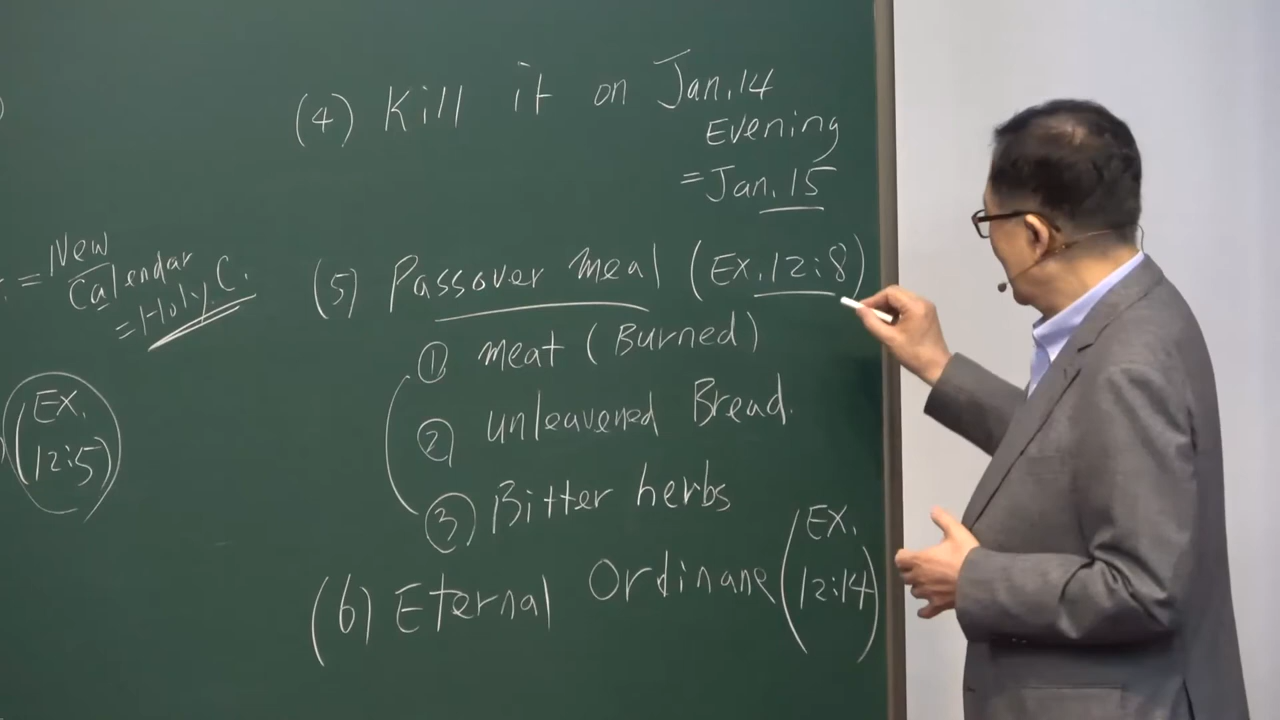 = New
Calendar
= Holy C.
(EX.
12:5)
(4) Kill it on Jan.14
Evening
= Jan. 15
(5) Passover meal (EX. 12:8)
① meat (Burned)
② unleavened Bread.
③ Bitter herbs
(6) Eternal Ordinane (EX.
12:14)